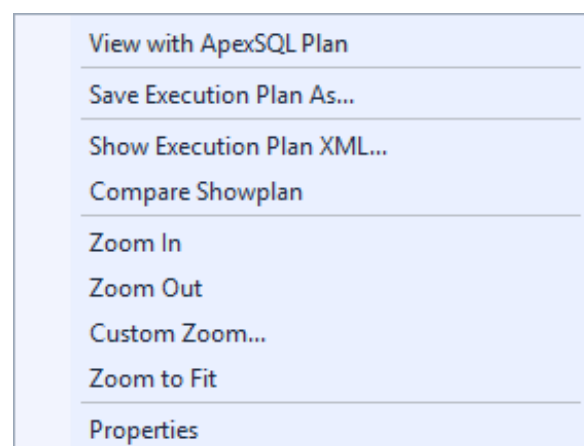 View with ApexSQL Plan
Save Execution Plan As...
Show Execution Plan XML...
Compare Showplan
Zoom In
Zoom Out
Custom Zoom...
Zoom to Fit
Properties